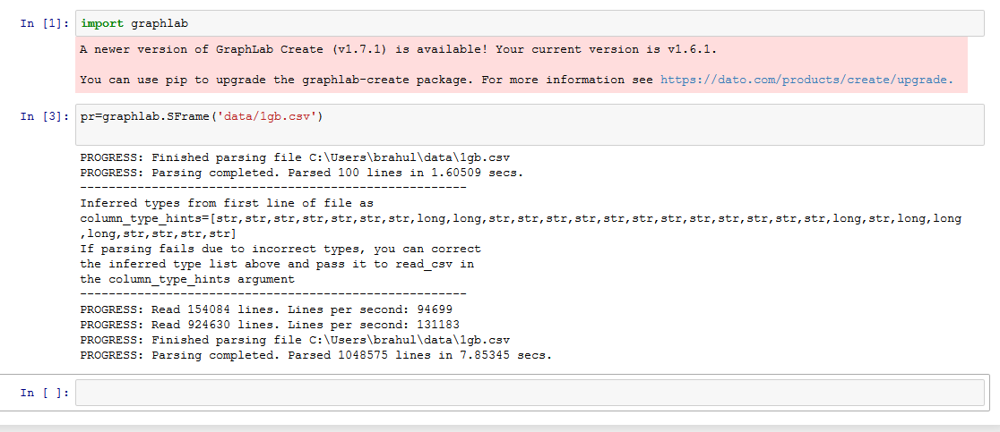 In [1]: import graphlab
A newer version of GraphLab Create (v1.7.1) is available! Your current version is v1.6.1.
You can use pip to upgrade the graphlab-create package. For more information see https://dato.com/products/create/upgrade.
In [3]: pr=graphlab.SFrame('data/1gb.csv')
PROGRESS: Finished parsing file C:\Users\brahul\data\1gb.csv
PROGRESS: Parsing completed. Parsed 100 lines in 1.60509 secs.
------------------------------------------------------
Inferred types from first line of file as
column_type_hints=[str,str,str,str,str,str,str,long,long,str,str,str,str,str,str,str,str,str,str,str,str,long,str,long,long
,long,str,str,str,str]
If parsing fails due to incorrect types, you can correct
the inferred type list above and pass it to read_csv in
the column_type_hints argument
------------------------------------------------------
PROGRESS: Read 154084 lines. Lines per second: 94699
PROGRESS: Read 924630 lines. Lines per second: 131183
PROGRESS: Finished parsing file C:\Users\brahul\data\1gb.csv
PROGRESS: Parsing completed. Parsed 1048575 lines in 7.85345 secs.
In [ ]: